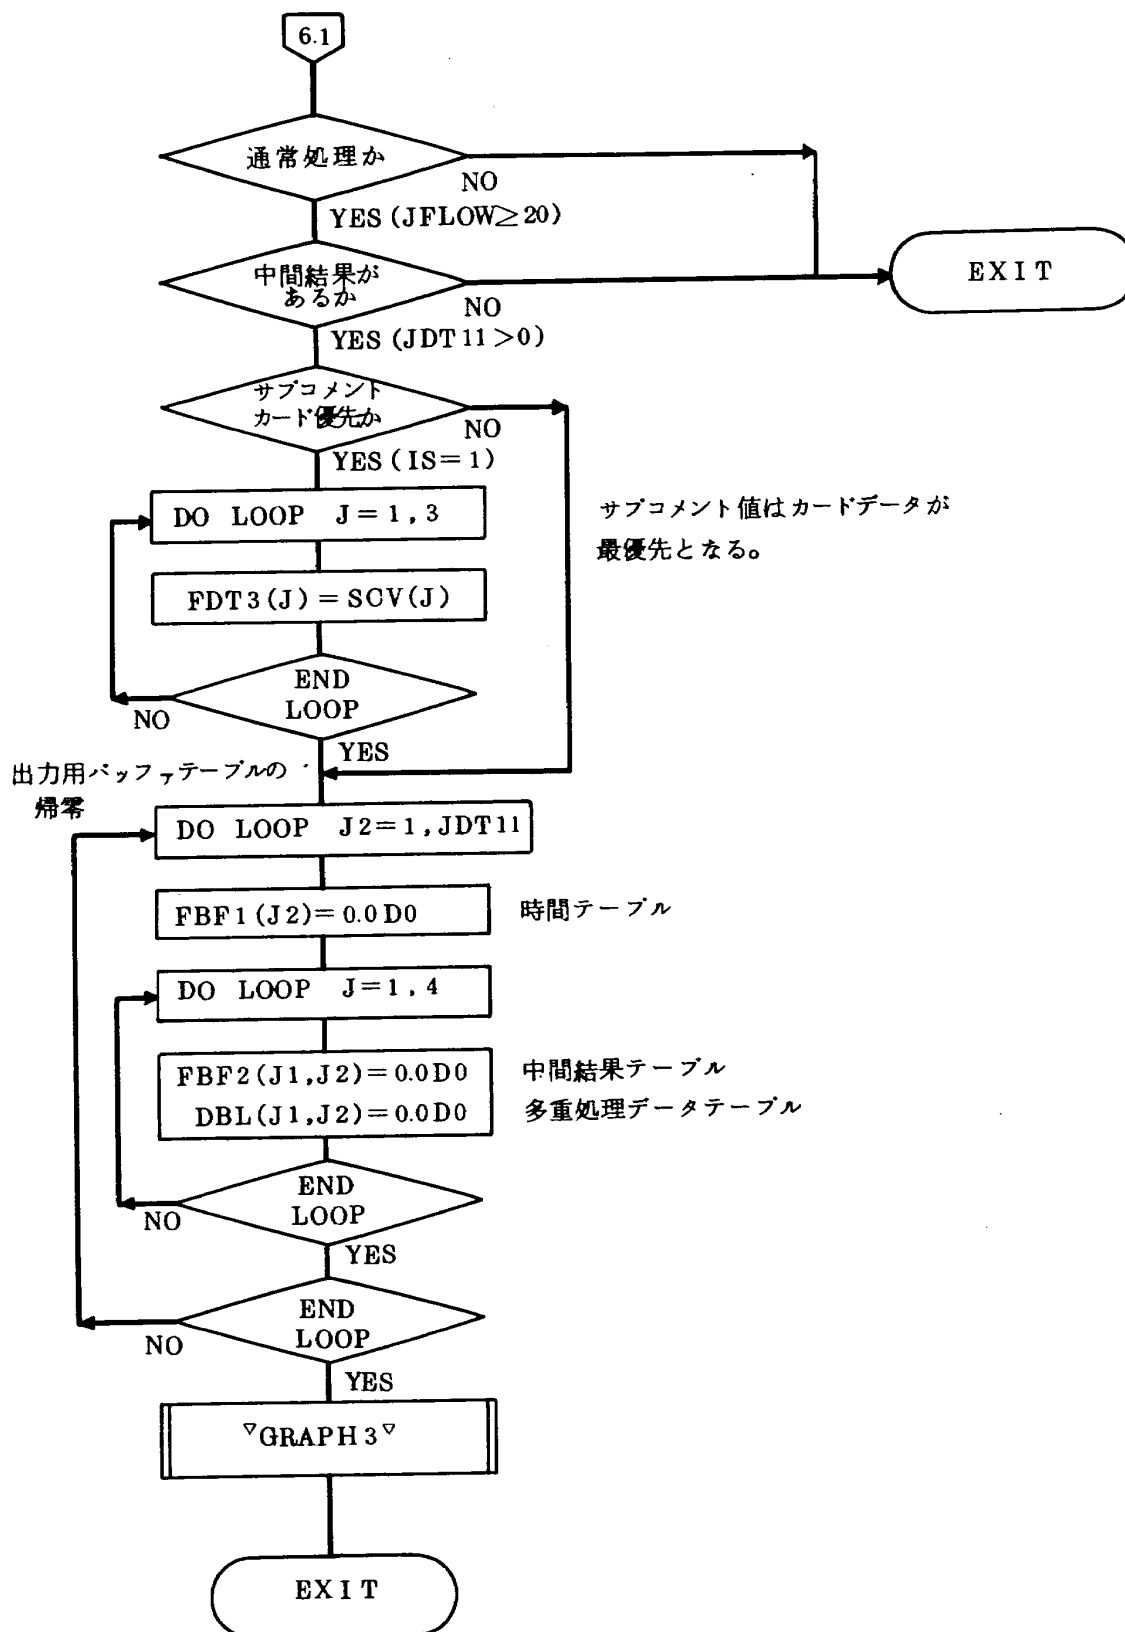 6.1
通常処理か
NO
YES (JFLOW≥20)
中間結果が
あるか
EXIT
NO
YES (JDT11>0)
サブコメント
カード優先か
NO
YES (IS=1)
DO LOOP J=1,3
サブコメント値はカードデータが
最優先となる。
FDT3(J)=SCV(J)
END
LOOP
NO
YES
出力用バッファテーブルの
帰零
DO LOOP J2=1,JDT11
FBF1(J2)=0.0D0
時間テーブル
DO LOOP J=1,4
FBF2(J1,J2)=0.0D0
中間結果テーブル
DBL(J1,J2)=0.0D0
多重処理データテーブル
END
LOOP
NO
YES
END
LOOP
NO
YES
▽GRAPH3▽
EXIT